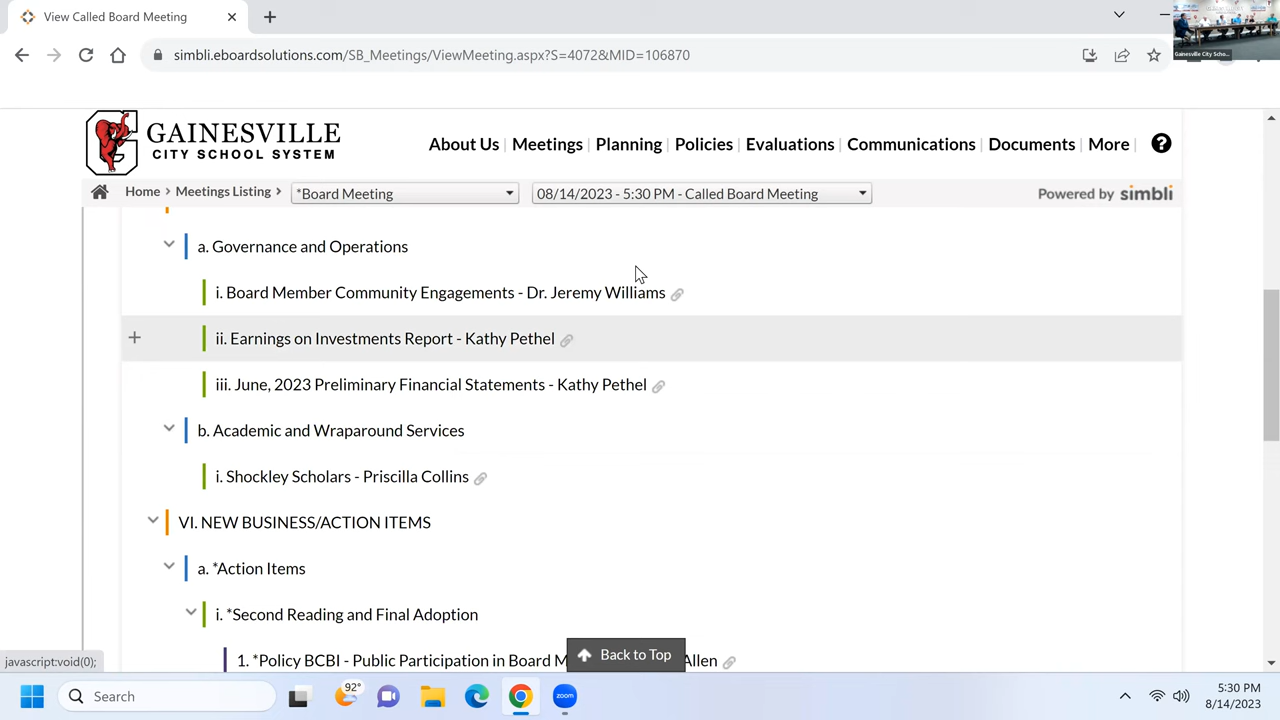 View Called Board Meeting
simbli.eboardsolutions.com/SB_Meetings/ViewMeeting.aspx?S=4072&MID=106870
Gainesville City Scho...
GAINESVILLE
CITY SCHOOL SYSTEM
About Us | Meetings | Planning | Policies | Evaluations | Communications | Documents | More | ?
Home > Meetings Listing > *Board Meeting 08/14/2023 - 5:30 PM - Called Board Meeting Powered by simbli
a. Governance and Operations
i. Board Member Community Engagements - Dr. Jeremy Williams
ii. Earnings on Investments Report - Kathy Pethel
iii. June, 2023 Preliminary Financial Statements - Kathy Pethel
b. Academic and Wraparound Services
i. Shockley Scholars - Priscilla Collins
VI. NEW BUSINESS/ACTION ITEMS
a. *Action Items
i. *Second Reading and Final Adoption
1. *Policy BCBI - Public Participation in Board M Allen
Back to Top
javascript:void(0);
Search
92°
zoom
5:30 PM
8/14/2023